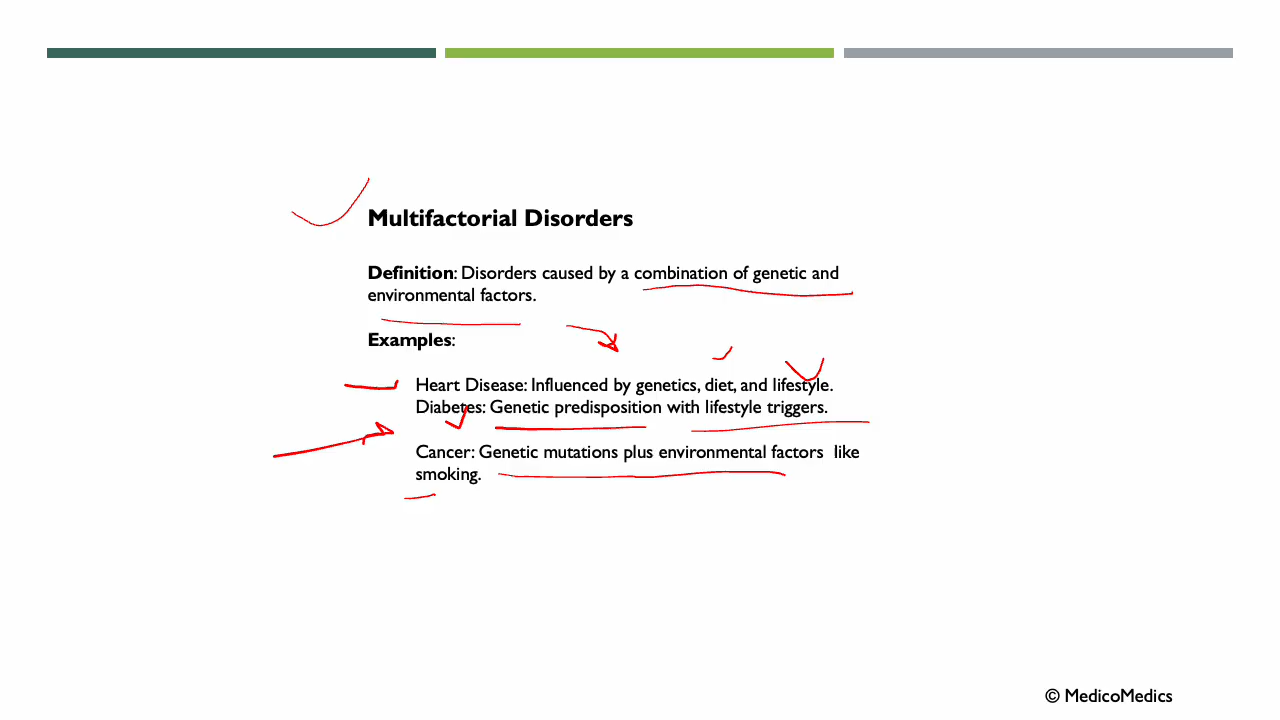 Multifactorial Disorders
Definition: Disorders caused by a combination of genetic and
environmental factors.
Examples:
Heart Disease: Influenced by genetics, diet, and lifestyle.
Diabetes: Genetic predisposition with lifestyle triggers.
Cancer: Genetic mutations plus environmental factors like
smoking.
© MedicoMedics